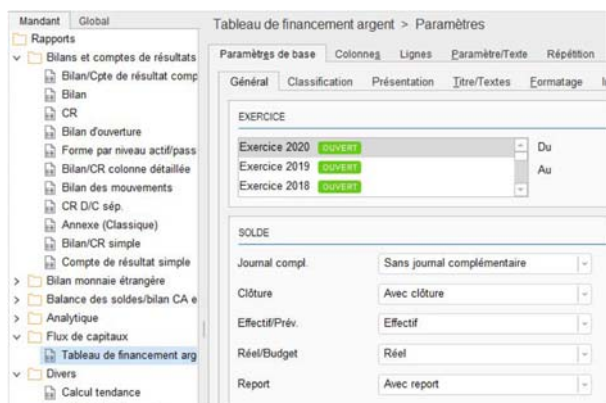 Mandant Global
Tableau de financement argent > Paramètres
Rapports
Bilans et comptes de résultats
Bilan/Cpte de résultat comp
Bilan
CR
Bilan d'ouverture
Forme par niveau actif/pass
Bilan/CR colonne détaillée
Bilan des mouvements
CR D/C sép.
Annexe (Classique)
Bilan/CR simple
Compte de résultat simple
Bilan monnaie étrangère
Balance des soldes/bilan CA e
Analytique
Flux de capitaux
Tableau de financement arg
Divers
Calcul tendance
Paramètres de base Colonnes Lignes Paramètre/Texte Répétition
Général Classification Présentation Titre/Textes Formatage
EXERCICE
Exercice 2020 OUVERT Du
Exercice 2019 OUVERT Au
Exercice 2018 OUVERT
SOLDE
Journal compl. Sans journal complémentaire
Clôture Avec clôture
Effectif/Prév. Effectif
Réel/Budget Réel
Report Avec report